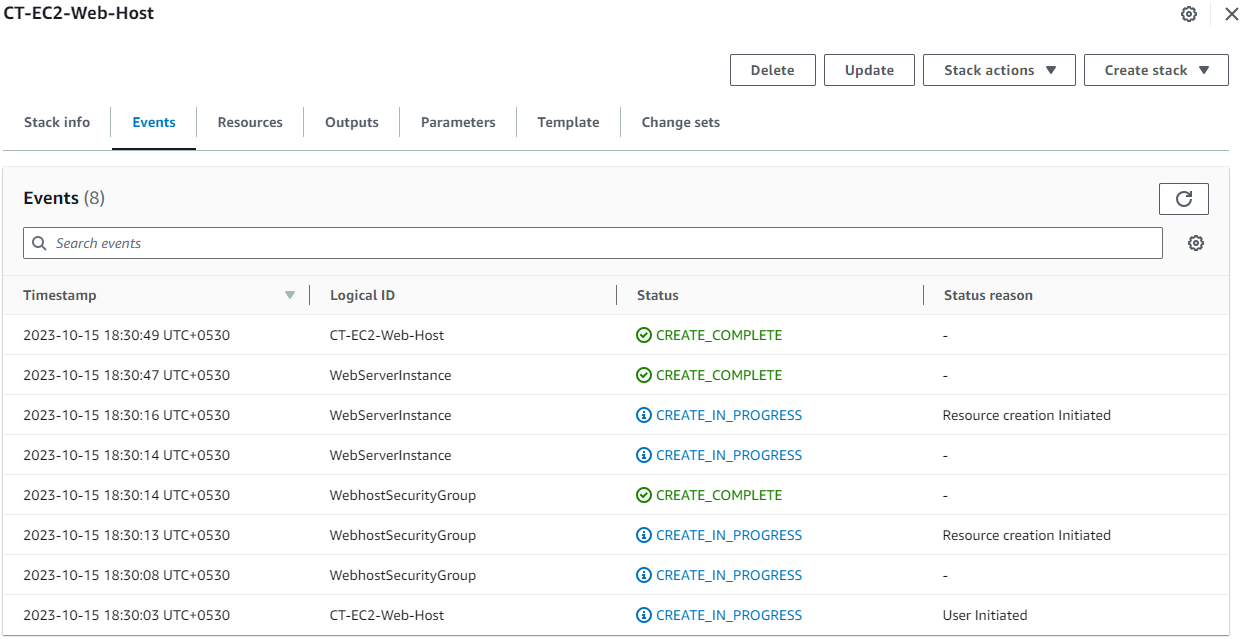 CT-EC2-Web-Host
Delete Update Stack actions Create stack
Stack info Events Resources Outputs Parameters Template Change sets
Events (8)
Search events
Timestamp Logical ID Status Status reason
2023-10-15 18:30:49 UTC+0530 CT-EC2-Web-Host CREATE_COMPLETE -
2023-10-15 18:30:47 UTC+0530 WebServerInstance CREATE_COMPLETE -
2023-10-15 18:30:16 UTC+0530 WebServerInstance CREATE_IN_PROGRESS Resource creation Initiated
2023-10-15 18:30:14 UTC+0530 WebServerInstance CREATE_IN_PROGRESS -
2023-10-15 18:30:14 UTC+0530 WebhostSecurityGroup CREATE_COMPLETE -
2023-10-15 18:30:13 UTC+0530 WebhostSecurityGroup CREATE_IN_PROGRESS Resource creation Initiated
2023-10-15 18:30:08 UTC+0530 WebhostSecurityGroup CREATE_IN_PROGRESS -
2023-10-15 18:30:03 UTC+0530 CT-EC2-Web-Host CREATE_IN_PROGRESS User Initiated